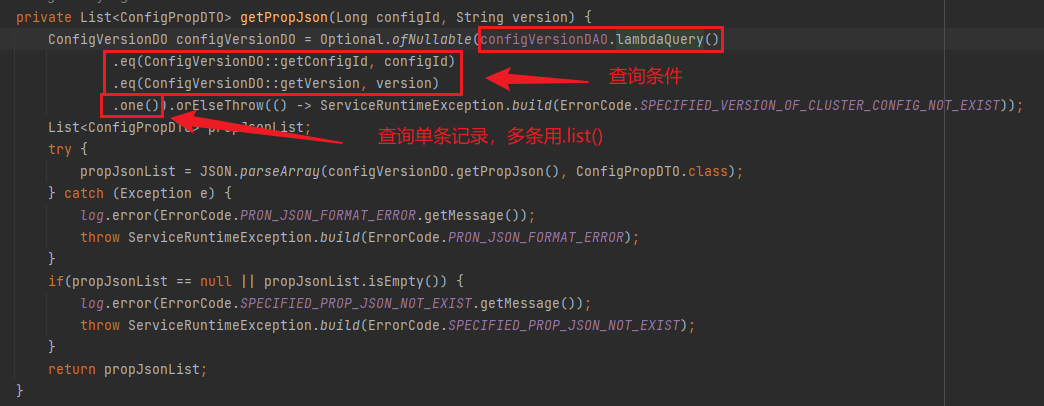 private List<ConfigPropDTO> getPropJson(Long configId, String version) {
ConfigVersionDO configVersionDO = Optional.ofNullable(configVersionDAO.lambdaQuery()
.eq(ConfigVersionDO::getConfigId, configId)
.eq(ConfigVersionDO::getVersion, version)
查询条件
.one()).orElseThrow(() -> ServiceRuntimeException.build(ErrorCode.SPECIFIED_VERSION_OF_CLUSTER_CONFIG_NOT_EXIST));
List<ConfigPropDTO> propJsonList;
查询单条记录，多条用.list()
try {
propJsonList = JSON.parseArray(configVersionDO.getPropJson(), ConfigPropDTO.class);
} catch (Exception e) {
log.error(ErrorCode.PRON_JSON_FORMAT_ERROR.getMessage());
throw ServiceRuntimeException.build(ErrorCode.PRON_JSON_FORMAT_ERROR);
}
if(propJsonList == null || propJsonList.isEmpty()) {
log.error(ErrorCode.SPECIFIED_PROP_JSON_NOT_EXIST.getMessage());
throw ServiceRuntimeException.build(ErrorCode.SPECIFIED_PROP_JSON_NOT_EXIST);
}
return propJsonList;
}